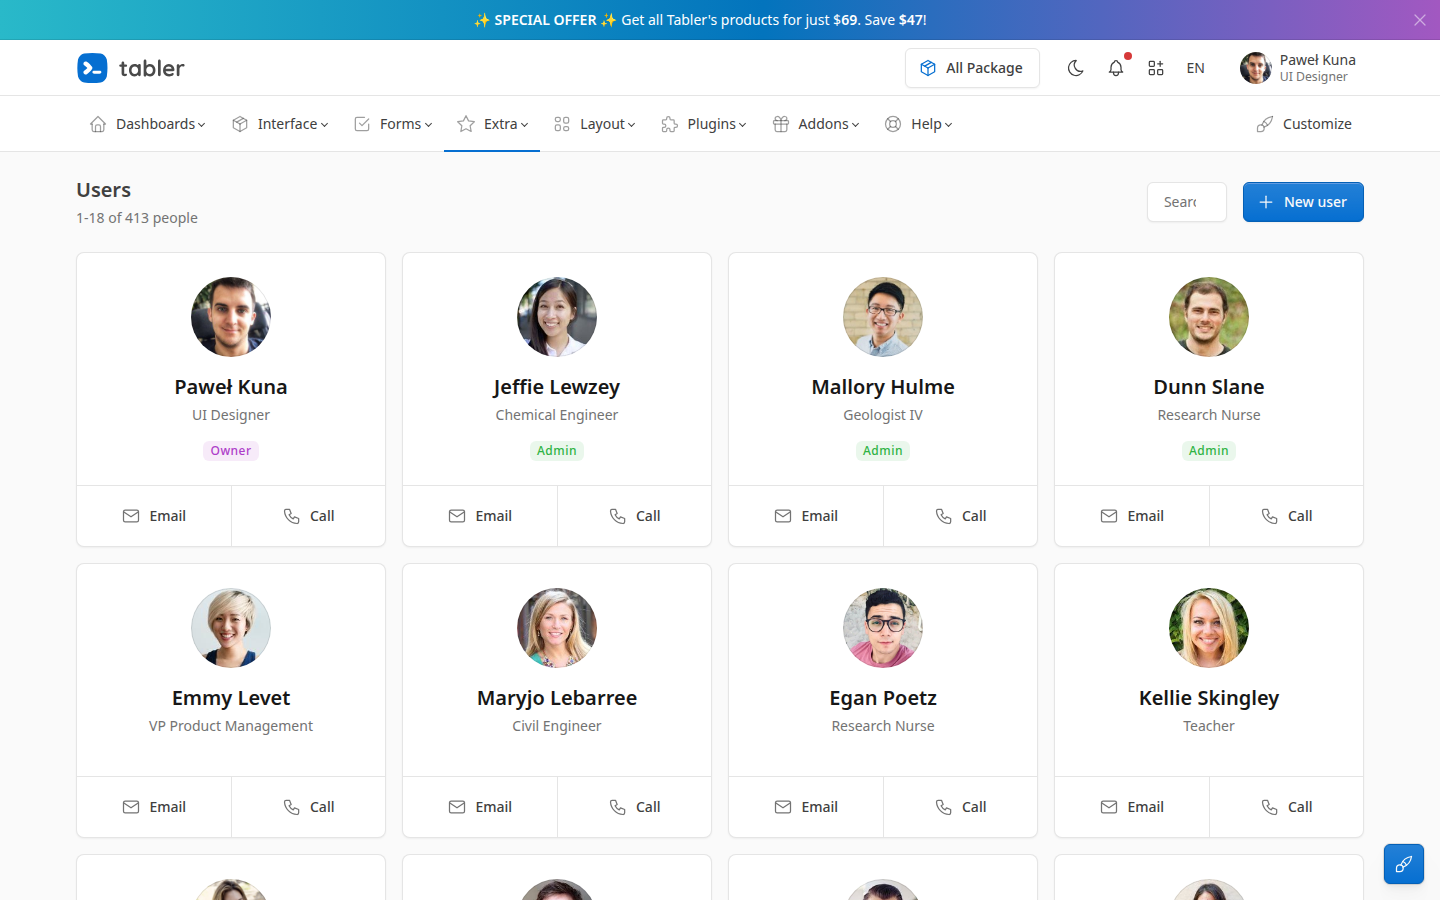 ✨ SPECIAL OFFER ✨ Get all Tabler's products for just $69. Save $47!
tabler
All Package
EN
Paweł Kuna
UI Designer
Dashboards
Interface
Forms
Extra
Layout
Plugins
Addons
Help
Customize
Users
1-18 of 413 people
Searc
New user
Paweł Kuna
UI Designer
Owner
Email
Call
Jeffie Lewzey
Chemical Engineer
Admin
Email
Call
Mallory Hulme
Geologist IV
Admin
Email
Call
Dunn Slane
Research Nurse
Admin
Email
Call
Emmy Levet
VP Product Management
Email
Call
Maryjo Lebarree
Civil Engineer
Email
Call
Egan Poetz
Research Nurse
Email
Call
Kellie Skingley
Teacher
Email
Call